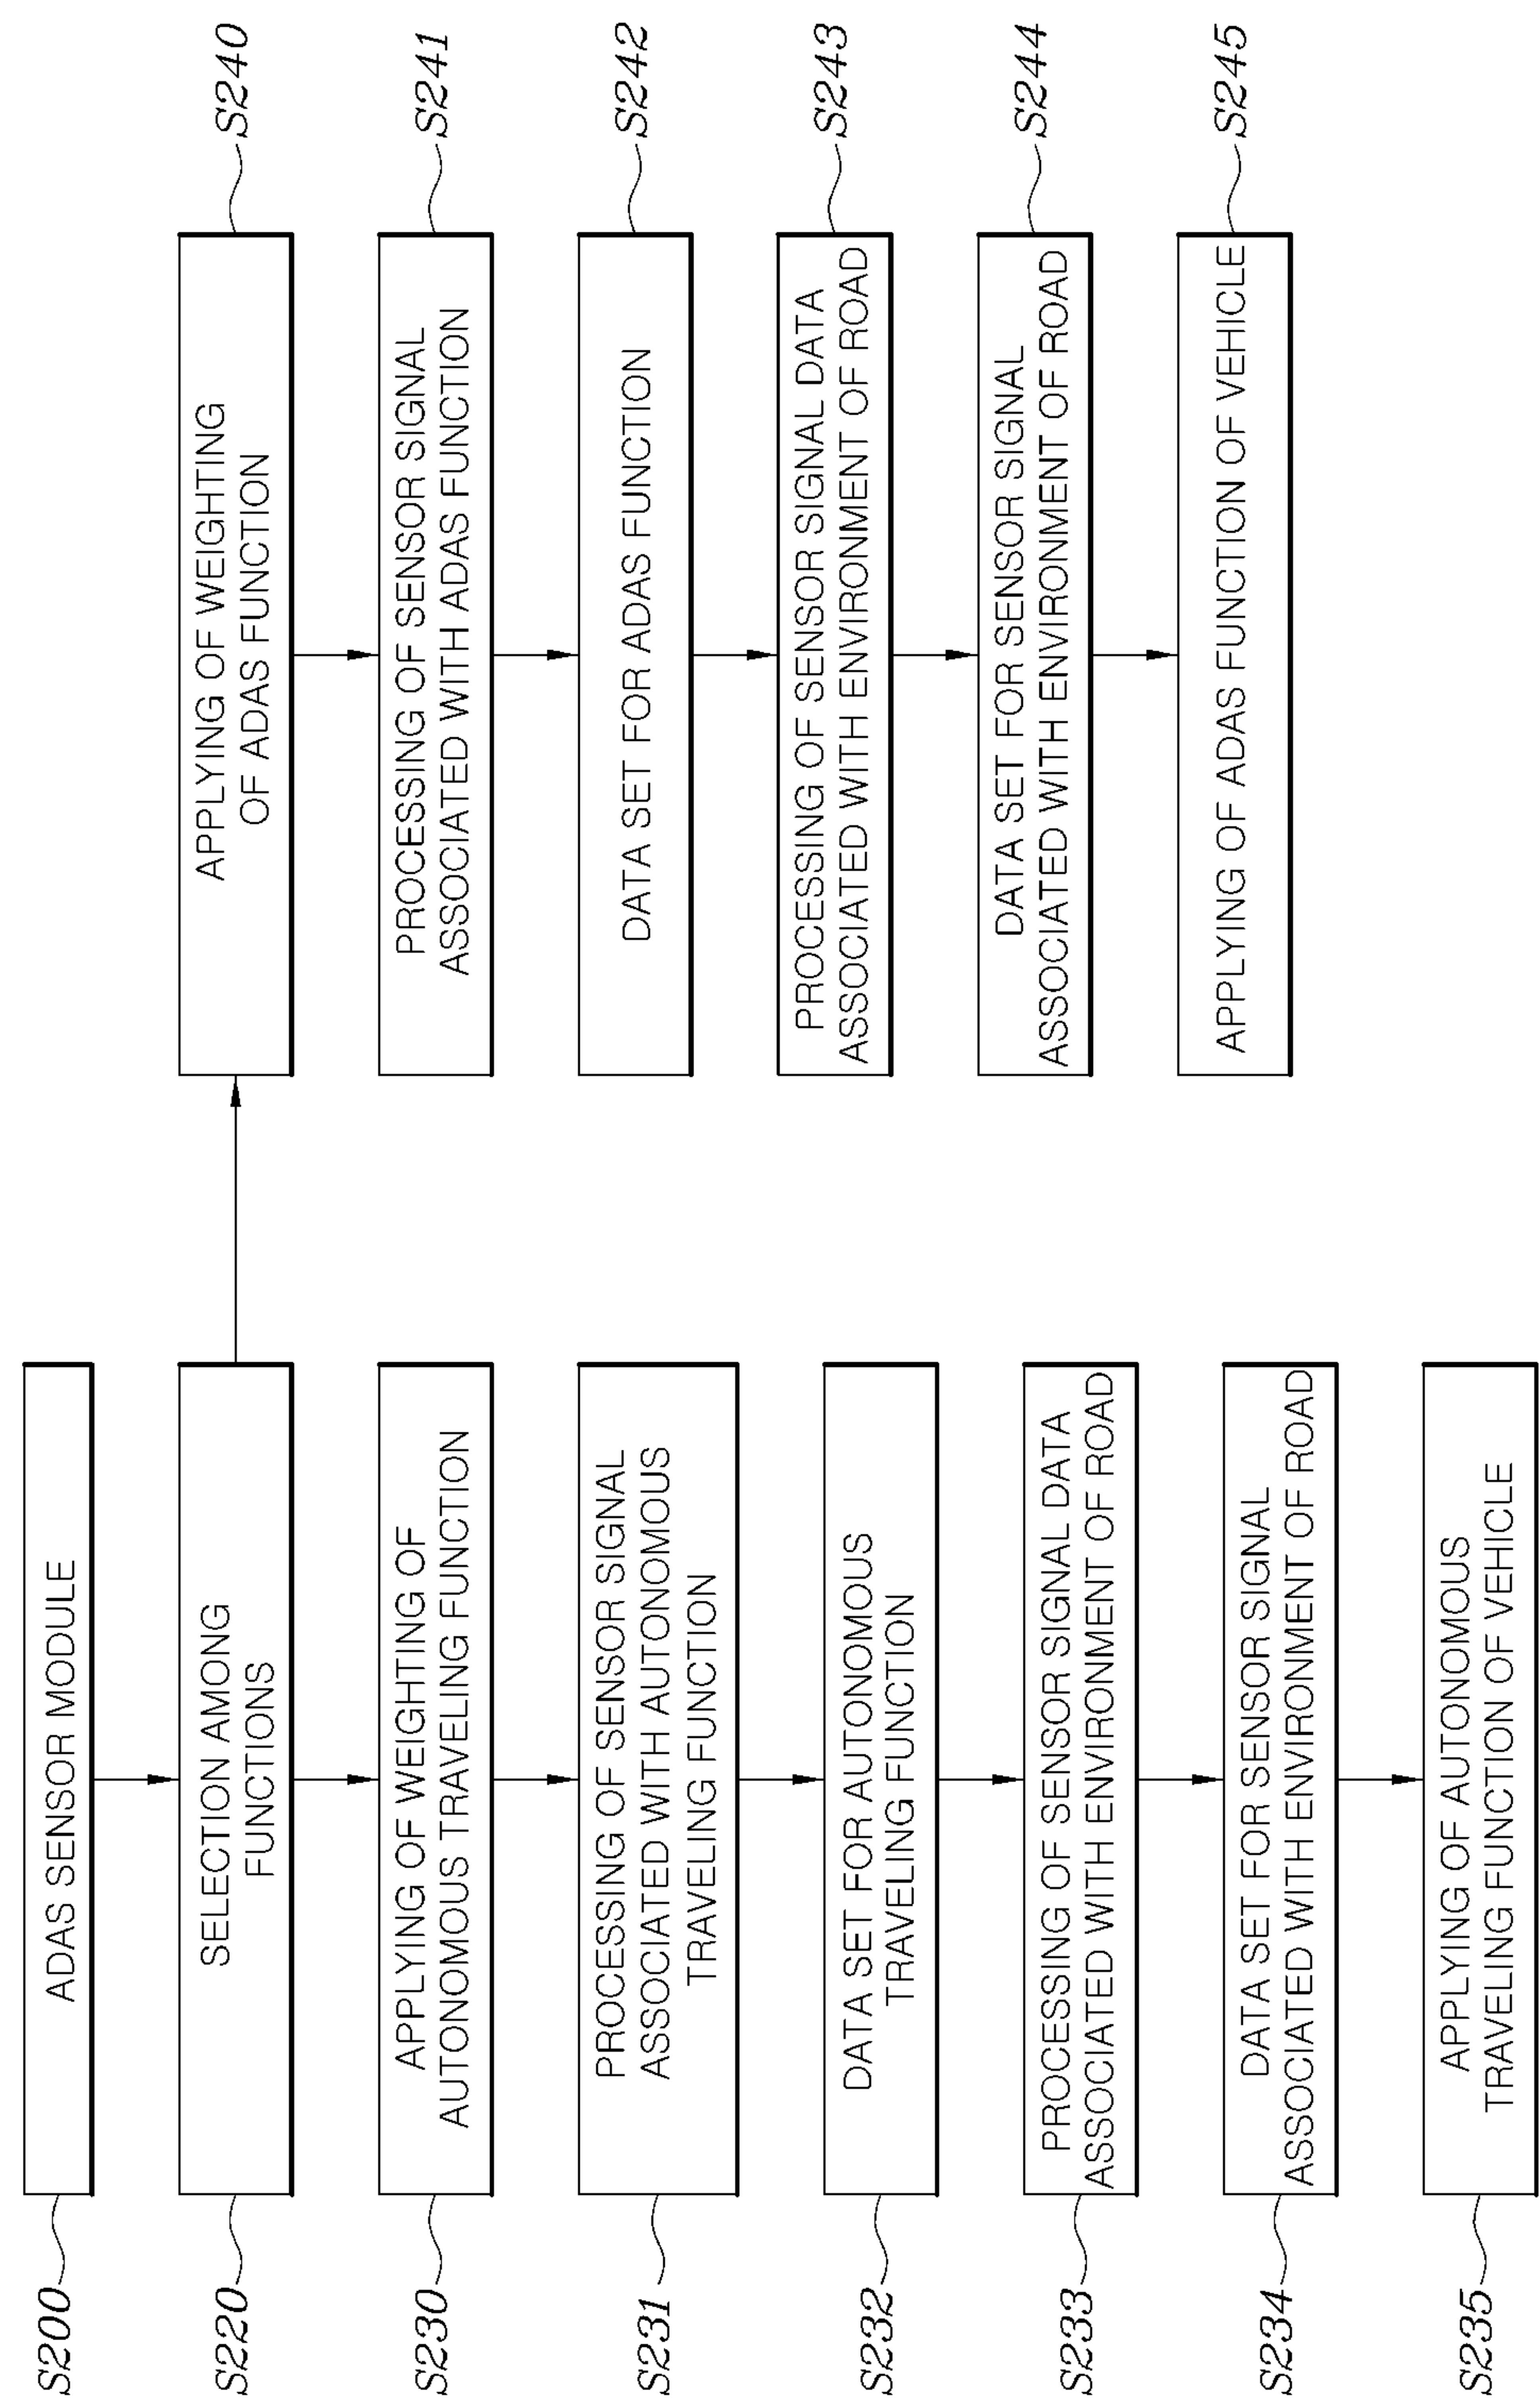 S200
ADAS SENSOR MODULE
S220
SELECTION AMONG
FUNCTIONS
S230
APPLYING OF WEIGHTING OF
AUTONOMOUS TRAVELING FUNCTION
S231
PROCESSING OF SENSOR SIGNAL
ASSOCIATED WITH AUTONOMOUS
TRAVELING FUNCTION
S232
DATA SET FOR AUTONOMOUS
TRAVELING FUNCTION
S233
PROCESSING OF SENSOR SIGNAL DATA
ASSOCIATED WITH ENVIRONMENT OF ROAD
S234
DATA SET FOR SENSOR SIGNAL
ASSOCIATED WITH ENVIRONMENT OF ROAD
S235
APPLYING OF AUTONOMOUS
TRAVELING FUNCTION OF VEHICLE
APPLYING OF WEIGHTING
OF ADAS FUNCTION
S240
PROCESSING OF SENSOR SIGNAL
ASSOCIATED WITH ADAS FUNCTION
S241
DATA SET FOR ADAS FUNCTION
S242
PROCESSING OF SENSOR SIGNAL DATA
ASSOCIATED WITH ENVIRONMENT OF ROAD
S243
DATA SET FOR SENSOR SIGNAL
ASSOCIATED WITH ENVIRONMENT OF ROAD
S244
APPLYING OF ADAS FUNCTION OF VEHICLE
S245